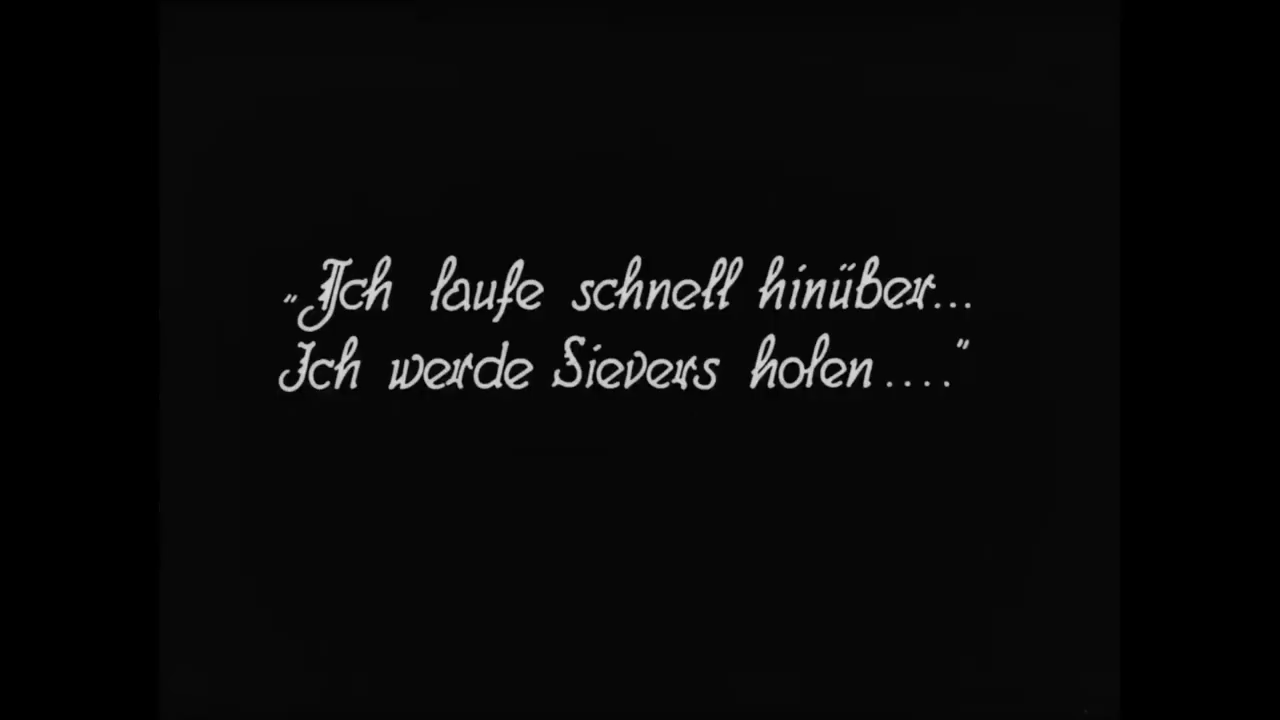 „Ich laufe schnell hinüber...
Ich werde Sievers holen....”